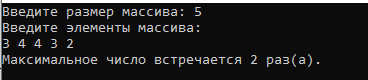 Введите размер массива: 5
Введите элементы массива:
3 4 4 3 2
Максимальное число встречается 2 раз(а).